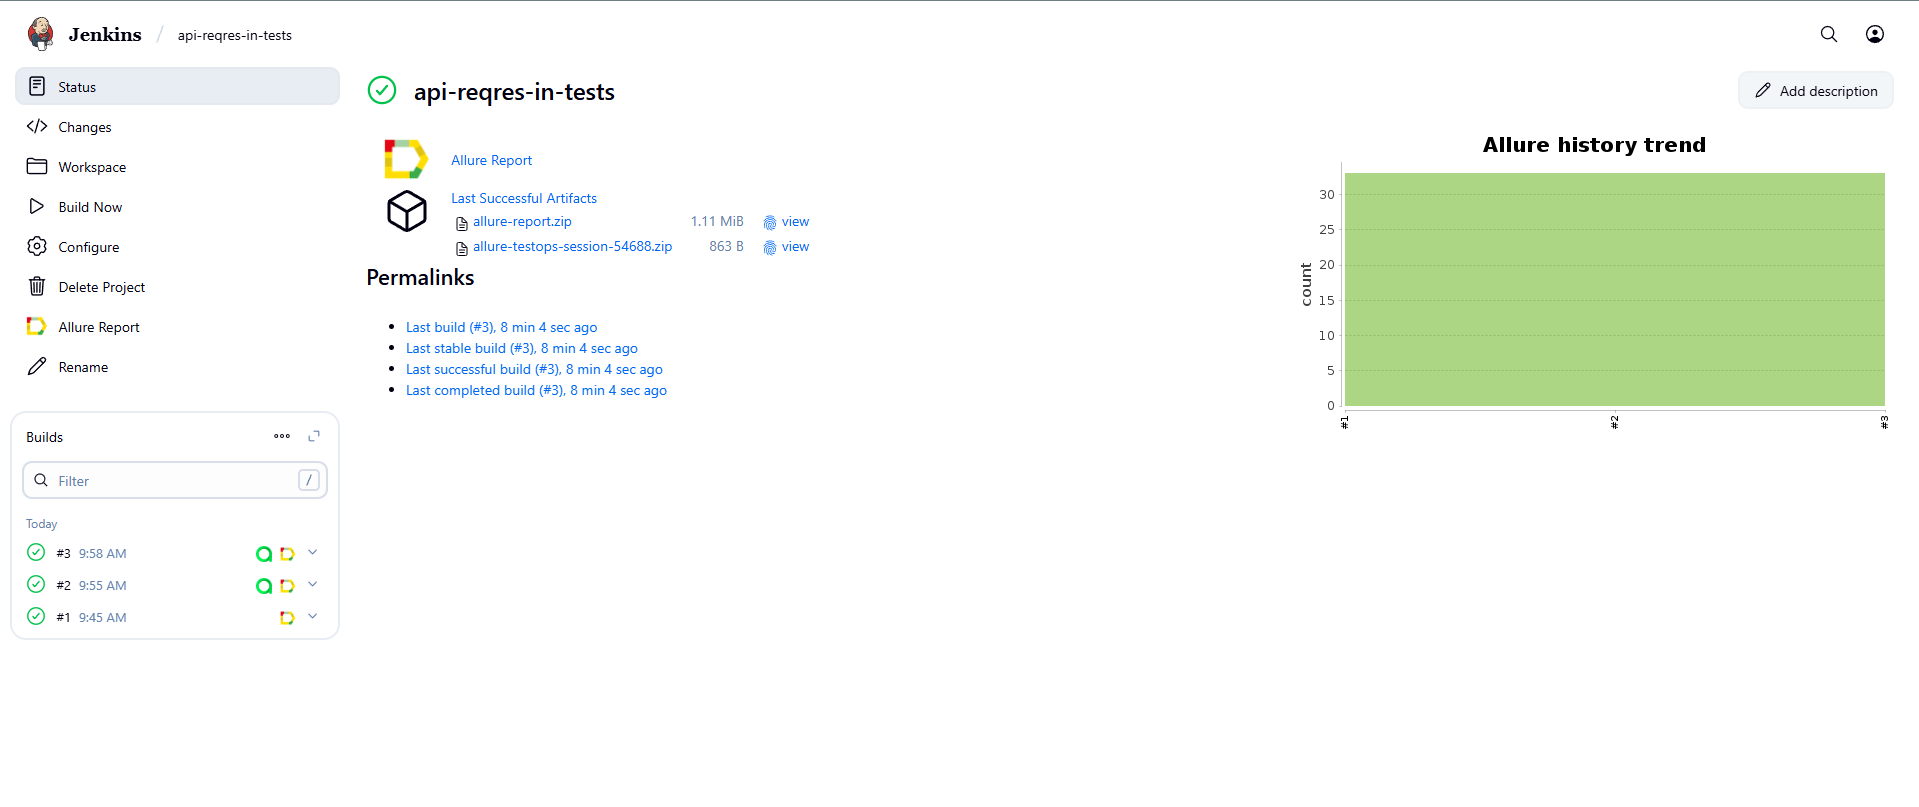 Jenkins / api-reqres-in-tests
Status
Changes
Workspace
Build Now
Configure
Delete Project
Allure Report
Rename
Builds
Filter /
Today
#3 9:58 AM
#2 9:55 AM
#1 9:45 AM
api-reqres-in-tests
Add description
Allure Report
Last Successful Artifacts
allure-report.zip 1.11 MiB view
allure-testops-session-54688.zip 863 B view
Permalinks
Last build (#3), 8 min 4 sec ago
Last stable build (#3), 8 min 4 sec ago
Last successful build (#3), 8 min 4 sec ago
Last completed build (#3), 8 min 4 sec ago
Allure history trend
count
30
25
20
15
10
5
0
#1
#2
#3